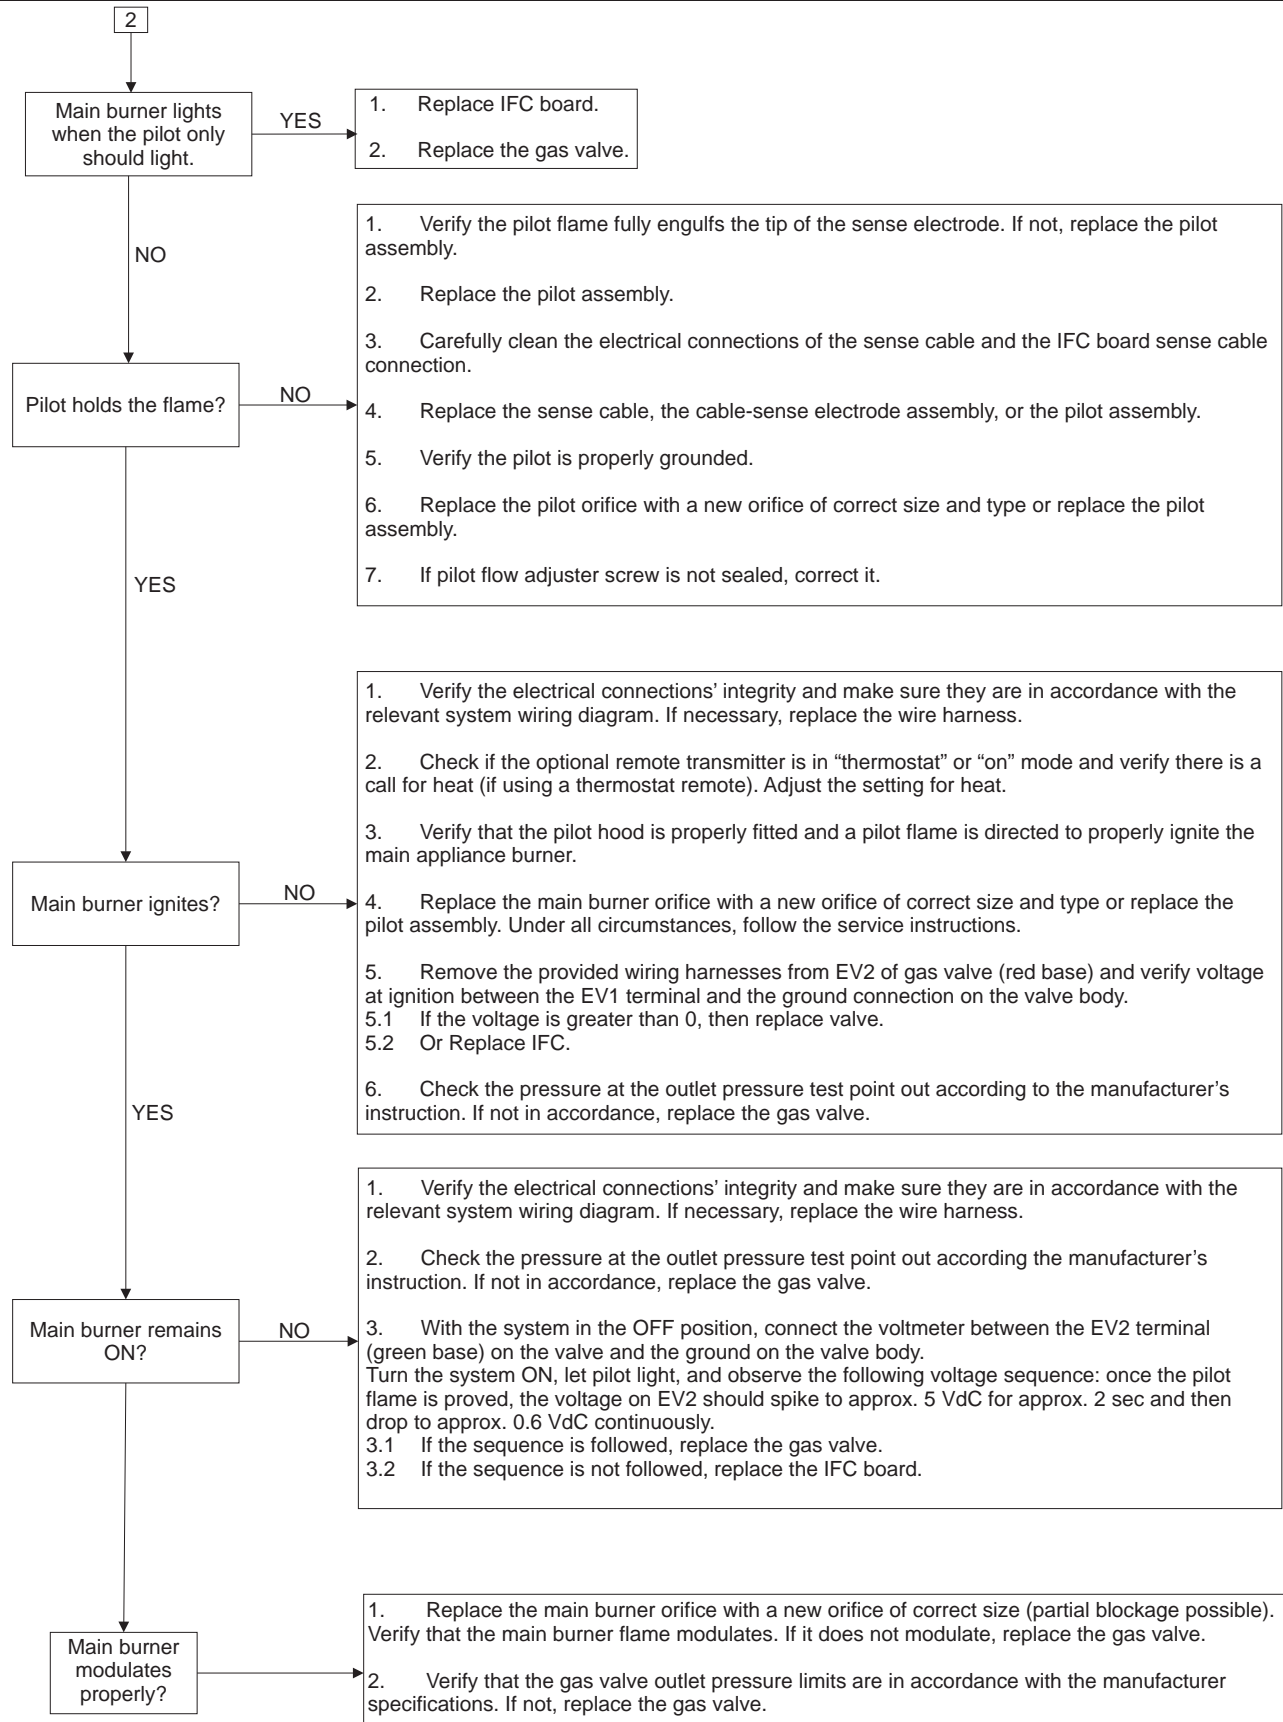 2
Main burner lights
when the pilot only
should light.
YES
1. Replace IFC board.
2. Replace the gas valve.
NO
1. Verify the pilot flame fully engulfs the tip of the sense electrode. If not, replace the pilot
assembly.
2. Replace the pilot assembly.
3. Carefully clean the electrical connections of the sense cable and the IFC board sense cable
connection.
4. Replace the sense cable, the cable-sense electrode assembly, or the pilot assembly.
5. Verify the pilot is properly grounded.
6. Replace the pilot orifice with a new orifice of correct size and type or replace the pilot
assembly.
7. If pilot flow adjuster screw is not sealed, correct it.
Pilot holds the flame?
NO
YES
1. Verify the electrical connections’ integrity and make sure they are in accordance with the
relevant system wiring diagram. If necessary, replace the wire harness.
2. Check if the optional remote transmitter is in “thermostat” or “on” mode and verify there is a
call for heat (if using a thermostat remote). Adjust the setting for heat.
3. Verify that the pilot hood is properly fitted and a pilot flame is directed to properly ignite the
main appliance burner.
4. Replace the main burner orifice with a new orifice of correct size and type or replace the
pilot assembly. Under all circumstances, follow the service instructions.
5. Remove the provided wiring harnesses from EV2 of gas valve (red base) and verify voltage
at ignition between the EV1 terminal and the ground connection on the valve body.
5.1 If the voltage is greater than 0, then replace valve.
5.2 Or Replace IFC.
6. Check the pressure at the outlet pressure test point out according to the manufacturer’s
instruction. If not in accordance, replace the gas valve.
Main burner ignites?
NO
YES
1. Verify the electrical connections’ integrity and make sure they are in accordance with the
relevant system wiring diagram. If necessary, replace the wire harness.
2. Check the pressure at the outlet pressure test point out according the manufacturer’s
instruction. If not in accordance, replace the gas valve.
3. With the system in the OFF position, connect the voltmeter between the EV2 terminal
(green base) on the valve and the ground on the valve body.
Turn the system ON, let pilot light, and observe the following voltage sequence: once the pilot
flame is proved, the voltage on EV2 should spike to approx. 5 VdC for approx. 2 sec and then
drop to approx. 0.6 VdC continuously.
3.1 If the sequence is followed, replace the gas valve.
3.2 If the sequence is not followed, replace the IFC board.
Main burner remains
ON?
NO
1. Replace the main burner orifice with a new orifice of correct size (partial blockage possible).
Verify that the main burner flame modulates. If it does not modulate, replace the gas valve.
2. Verify that the gas valve outlet pressure limits are in accordance with the manufacturer
specifications. If not, replace the gas valve.
Main burner
modulates
properly?